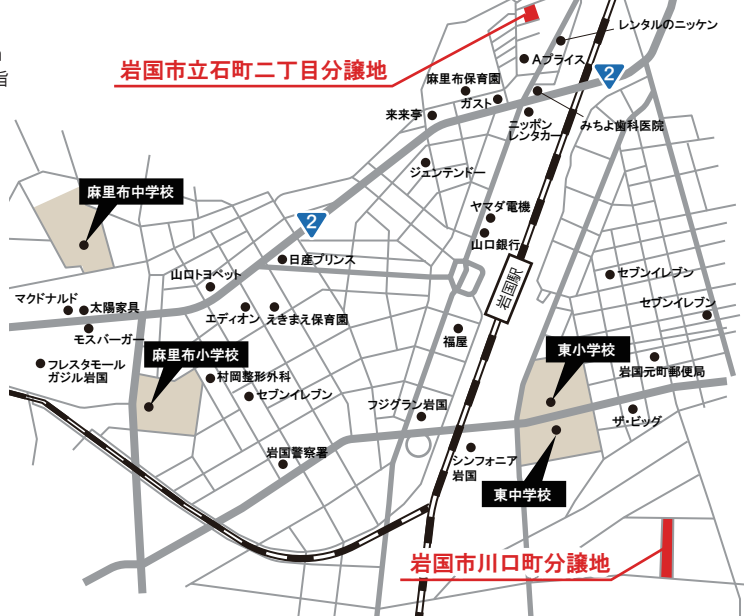 レンタルのニッケン
岩国市立石町二丁目分譲地
Aプライス
2
麻里布保育園
ガスト
来来亭
ニッポン
レンタカー
みちよ歯科医院
ジュンテンドー
麻里布中学校
2
ヤマダ電機
山口銀行
日産プリンス
山口トヨペット
岩国駅
セブンイレブン
セブンイレブン
マクドナルド
太陽家具
エディオン
えきまえ保育園
モスバーガー
福屋
麻里布小学校
東小学校
フレスタモール
カジル岩国
村岡整形外科
岩国元町郵便局
セブンイレブン
フジグラン岩国
ザ・ビッグ
岩国警察署
シンフォニア
岩国
東中学校
岩国市川口町分譲地